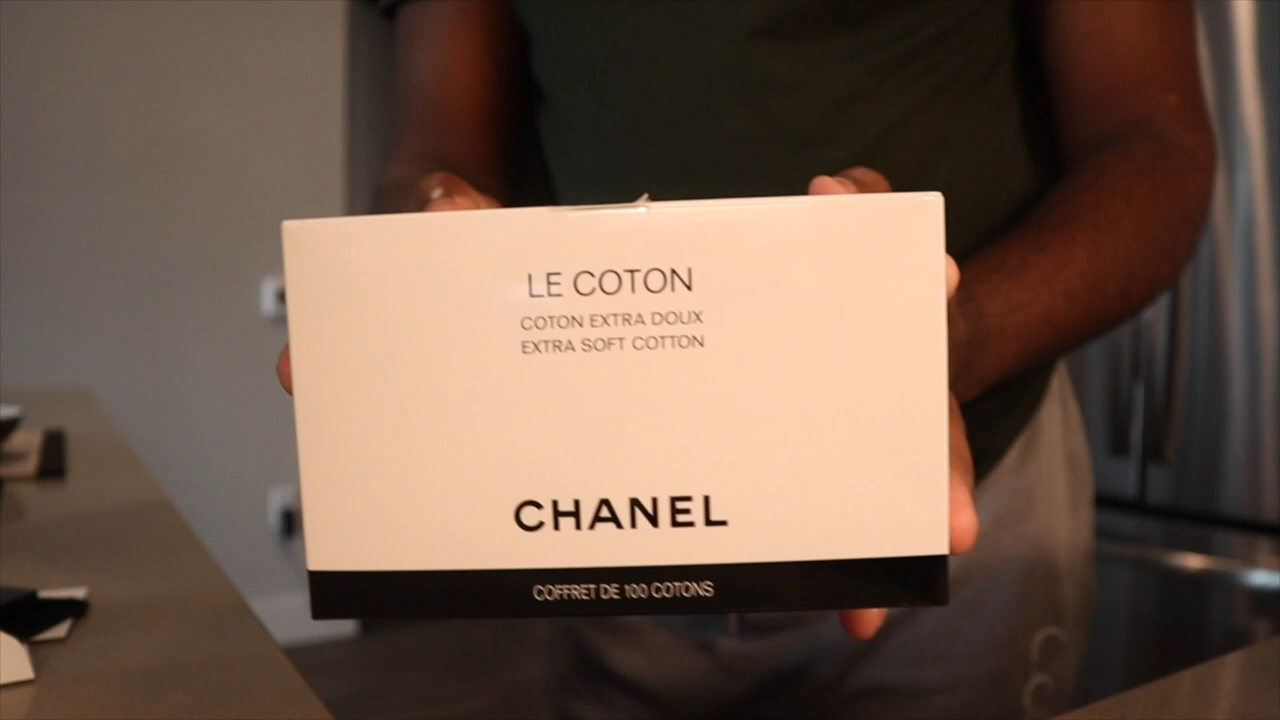 LE COTON
COTON EXTRA DOUX
EXTRA SOFT COTTON
CHANEL
COFFRET DE 100 COTONS